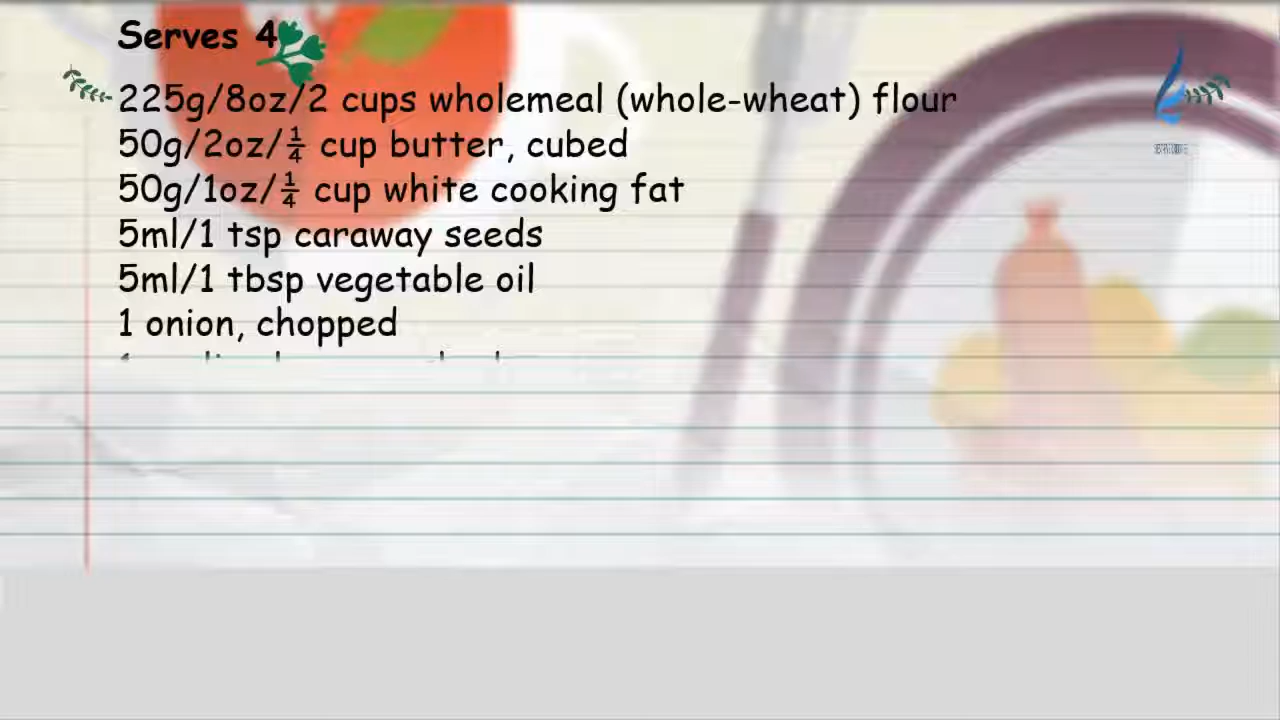 Serves 4
225g/8oz/2 cups wholemeal (whole-wheat) flour
50g/2oz/¼ cup butter, cubed
50g/1oz/¼ cup white cooking fat
5ml/1 tsp caraway seeds
5ml/1 tbsp vegetable oil
1 onion, chopped